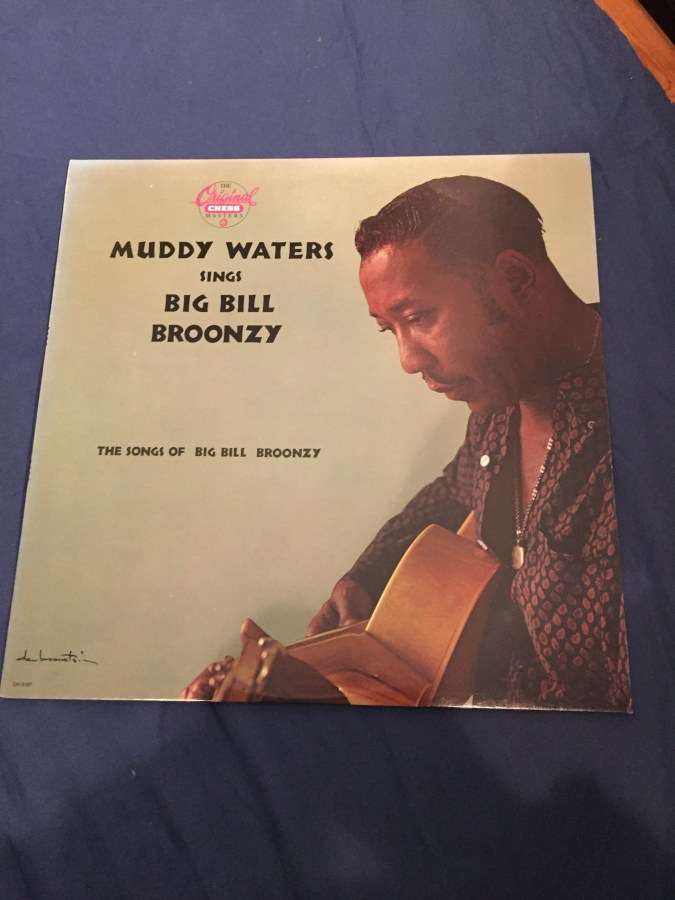 THE
Original
CHESS
MASTERS
MUDDY WATERS
SINGS
BIG BILL
BROONZY
THE SONGS OF BIG BILL BROONZY